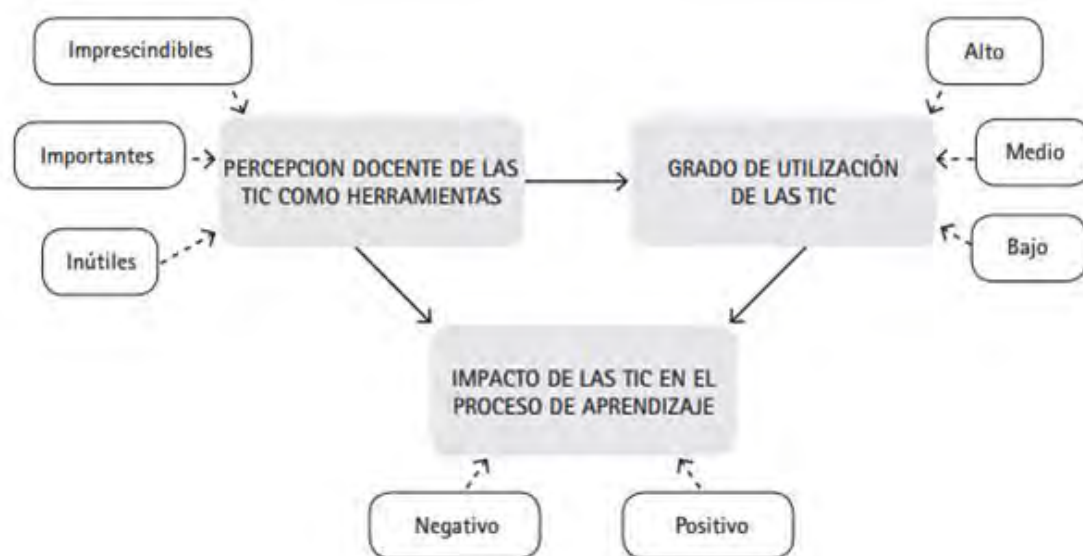 Imprescindibles
Alto
Importantes
PERCEPCION DOCENTE DE LAS
TIC COMO HERRAMIENTAS
GRADO DE UTILIZACIÓN
DE LAS TIC
Medio
Inútiles
Bajo
IMPACTO DE LAS TIC EN EL
PROCESO DE APRENDIZAJE
Negativo
Positivo